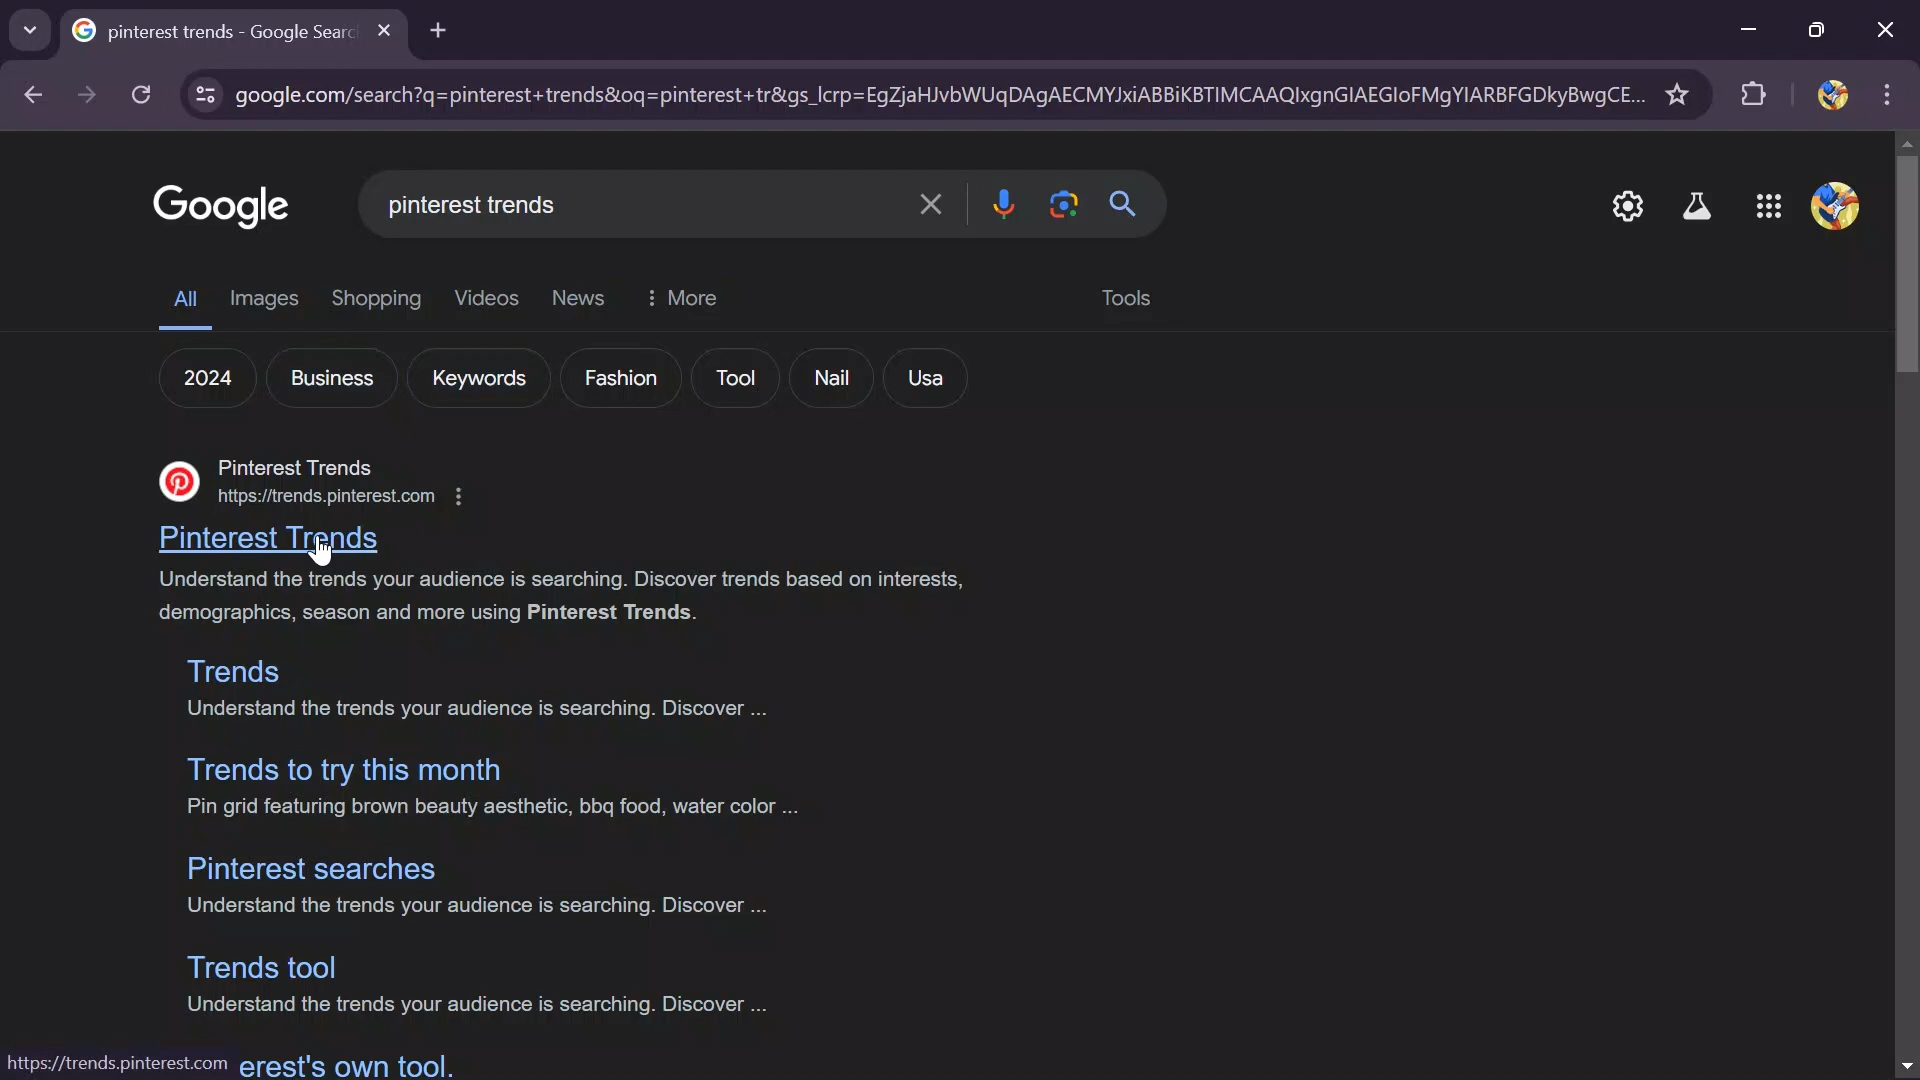 pinterest trends - Google Searc
google.com/search?q=pinterest+trends&oq=pinterest+tr&gs_lcrp=EgZjaHJvbWUqDAgAECMYJxiABBiKBTIMCAAQIxgnGIAEGIoFMgYIARBFGDkyBwgCE...
Google
pinterest trends
All Images Shopping Videos News More Tools
2024 Business Keywords Fashion Tool Nail Usa
Pinterest Trends
https://trends.pinterest.com
Pinterest Trends
Understand the trends your audience is searching. Discover trends based on interests,
demographics, season and more using Pinterest Trends.
Trends
Understand the trends your audience is searching. Discover ...
Trends to try this month
Pin grid featuring brown beauty aesthetic, bbq food, water color ...
Pinterest searches
Understand the trends your audience is searching. Discover ...
Trends tool
Understand the trends your audience is searching. Discover ...
https://trends.pinterest.com erest's own tool.